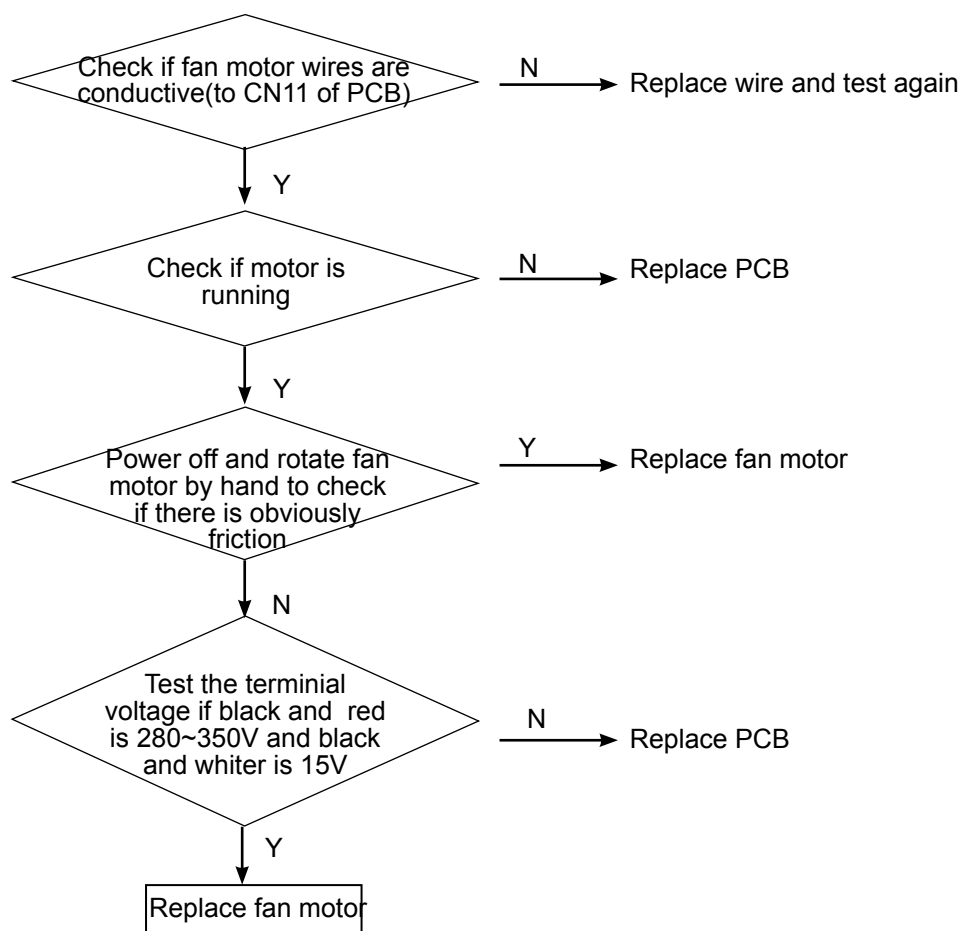 Check if fan motor wires are
conductive(to CN11 of PCB)
N
Replace wire and test again
Y
Check if motor is
running
N
Replace PCB
Y
Power off and rotate fan
motor by hand to check
if there is obviously
friction
Y
Replace fan motor
N
Test the terminial
voltage if black and red
is 280~350V and black
and whiter is 15V
N
Replace PCB
Y
Replace fan motor